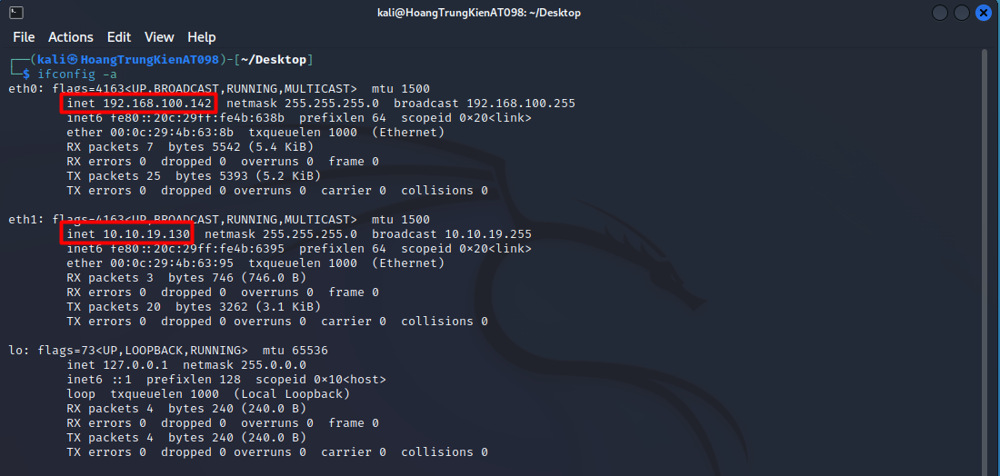 kali@HoangTrungKienAT098: ~/Desktop
File Actions Edit View Help
┌──(kali㉿HoangTrungKienAT098)-[~/Desktop]
└─$ ifconfig -a
eth0: flags=4163<UP,BROADCAST,RUNNING,MULTICAST>  mtu 1500
        inet 192.168.100.142  netmask 255.255.255.0  broadcast 192.168.100.255
        inet6 fe80::20c:29ff:fe4b:638b  prefixlen 64  scopeid 0×20<link>
        ether 00:0c:29:4b:63:8b  txqueuelen 1000  (Ethernet)
        RX packets 7  bytes 5542 (5.4 KiB)
        RX errors 0  dropped 0  overruns 0  frame 0
        TX packets 25  bytes 5393 (5.2 KiB)
        TX errors 0  dropped 0 overruns 0  carrier 0  collisions 0
eth1: flags=4163<UP,BROADCAST,RUNNING,MULTICAST>  mtu 1500
        inet 10.10.19.130  netmask 255.255.255.0  broadcast 10.10.19.255
        inet6 fe80::20c:29ff:fe4b:6395  prefixlen 64  scopeid 0×20<link>
        ether 00:0c:29:4b:63:95  txqueuelen 1000  (Ethernet)
        RX packets 3  bytes 746 (746.0 B)
        RX errors 0  dropped 0  overruns 0  frame 0
        TX packets 20  bytes 3262 (3.1 KiB)
        TX errors 0  dropped 0 overruns 0  carrier 0  collisions 0
lo: flags=73<UP,LOOPBACK,RUNNING>  mtu 65536
        inet 127.0.0.1  netmask 255.0.0.0
        inet6 ::1  prefixlen 128  scopeid 0×10<host>
        loop  txqueuelen 1000  (Local Loopback)
        RX packets 4  bytes 240 (240.0 B)
        RX errors 0  dropped 0  overruns 0  frame 0
        TX packets 4  bytes 240 (240.0 B)
        TX errors 0  dropped 0 overruns 0  carrier 0  collisions 0